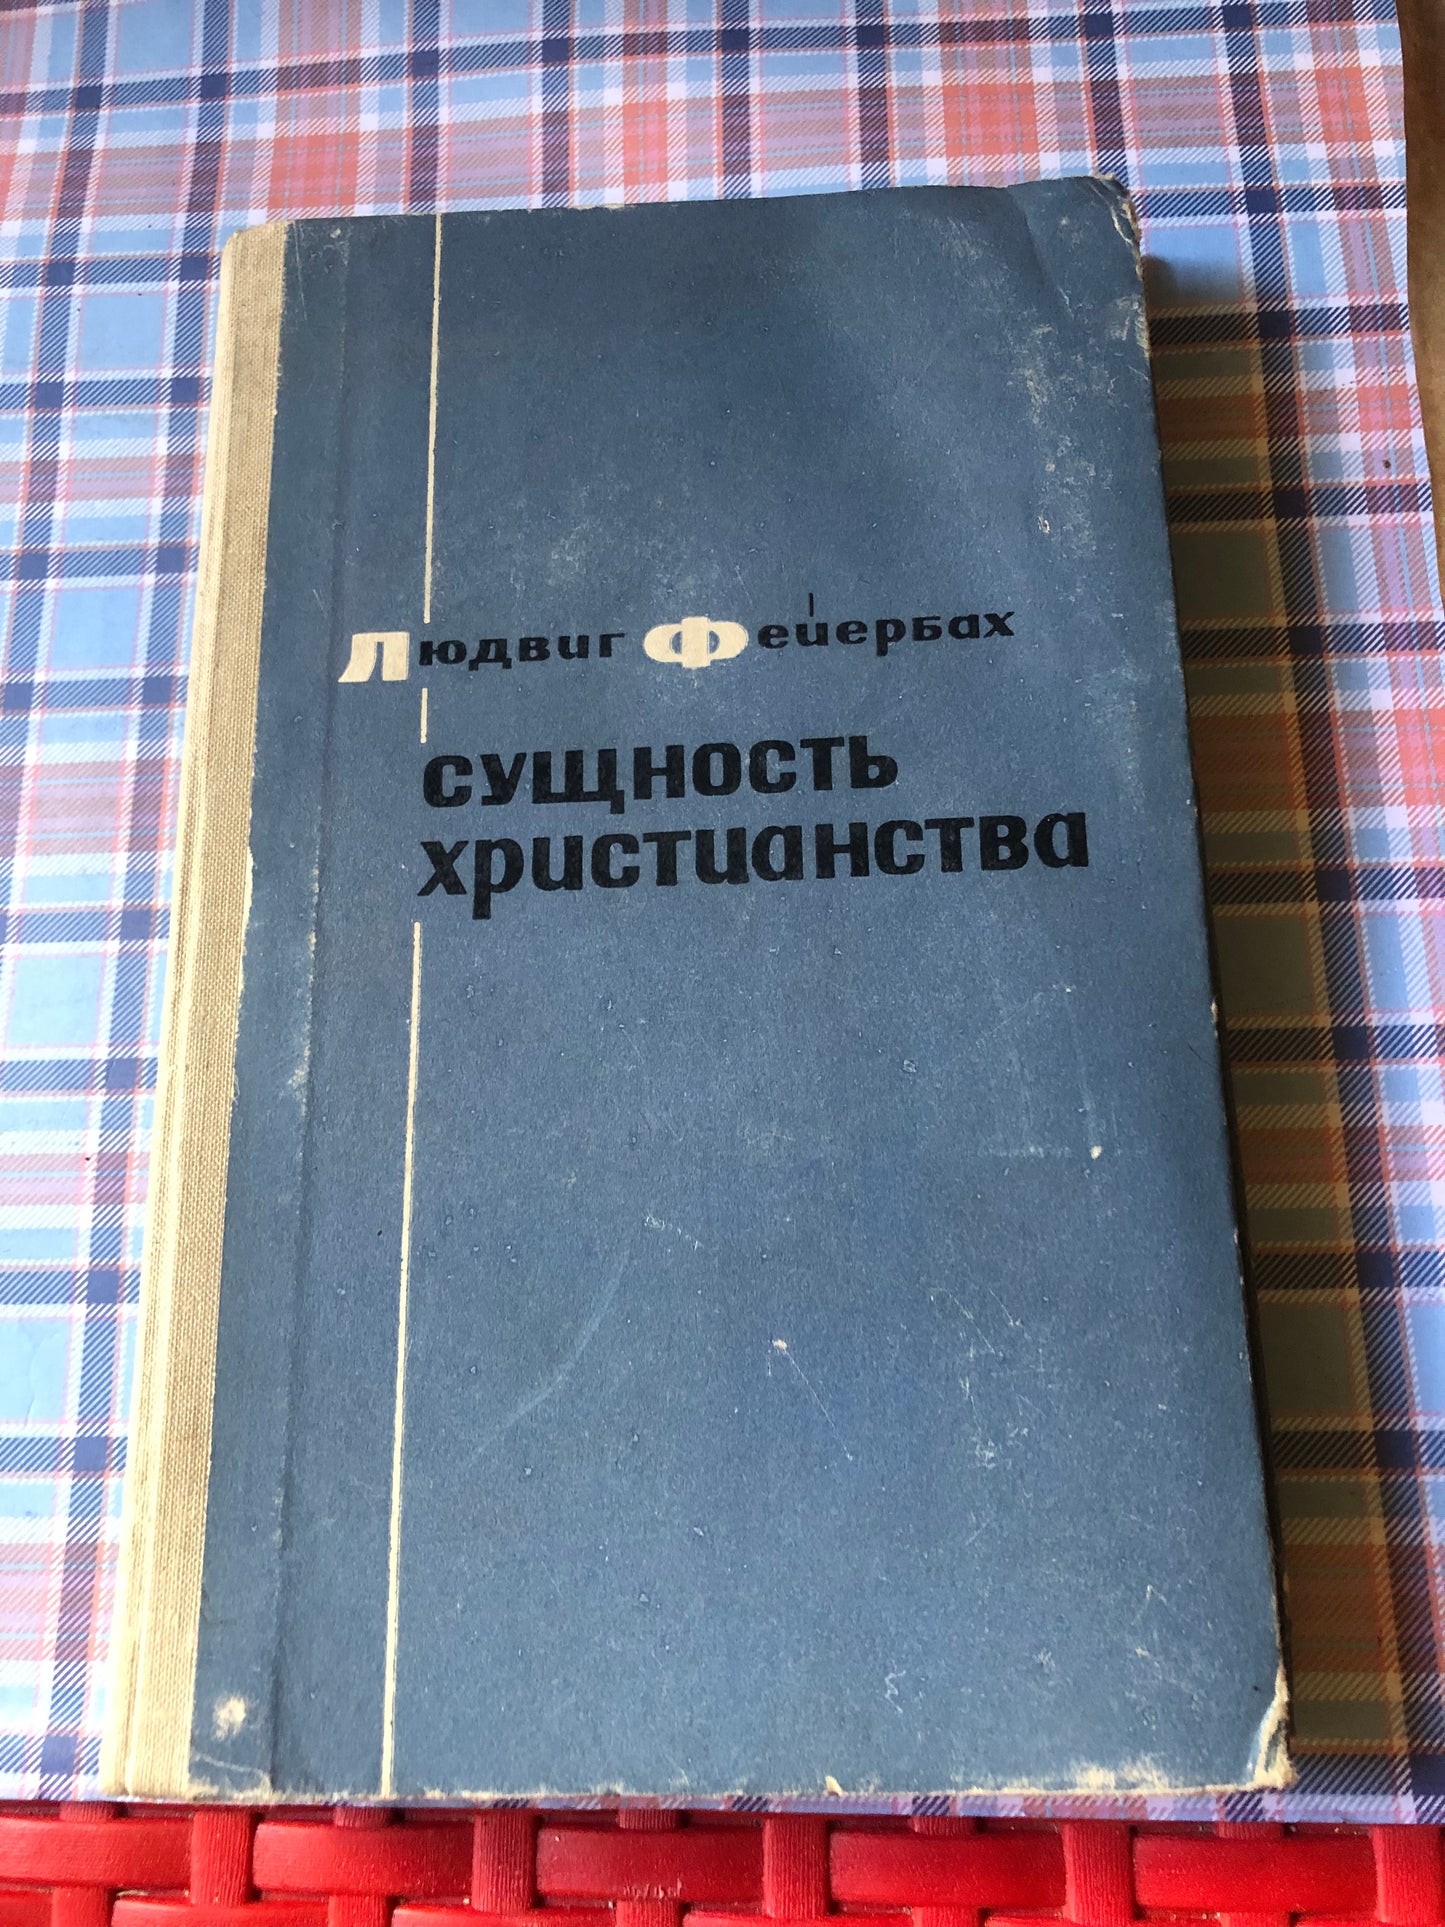 Людвиг Фейербах
сущность
христианства